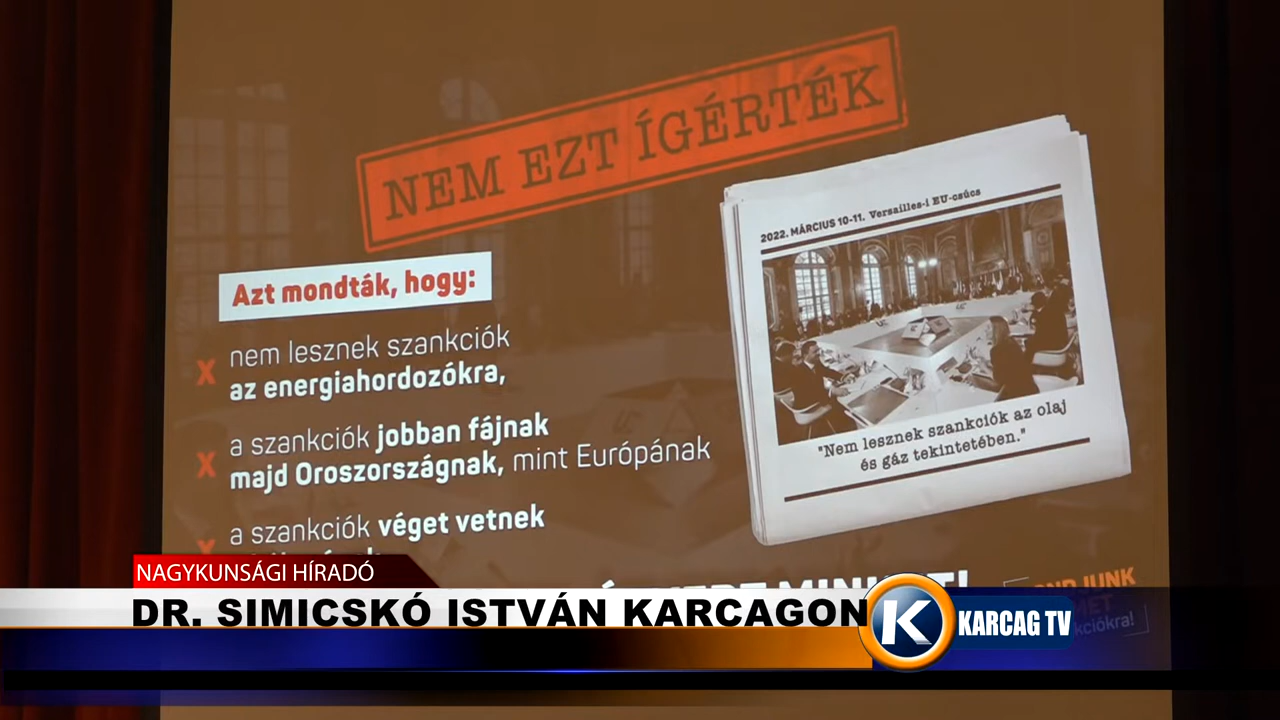 NEM EZT ÍGÉRTÉK
2022. MÁRCIUS 10-11. Versailles-i EU-csúcs
"Nem lesznek szankciók az olaj
és gáz tekintetében."
Azt mondták, hogy:
x nem lesznek szankciók
az energiahordozókra,
x a szankciók jobban fájnak
majd Oroszországnak, mint Európának
x a szankciók véget vetnek
NAGYKUNSÁGI HÍRADÓ
DR. SIMICSKÓ ISTVÁN KARCAGON
K KARCAG TV